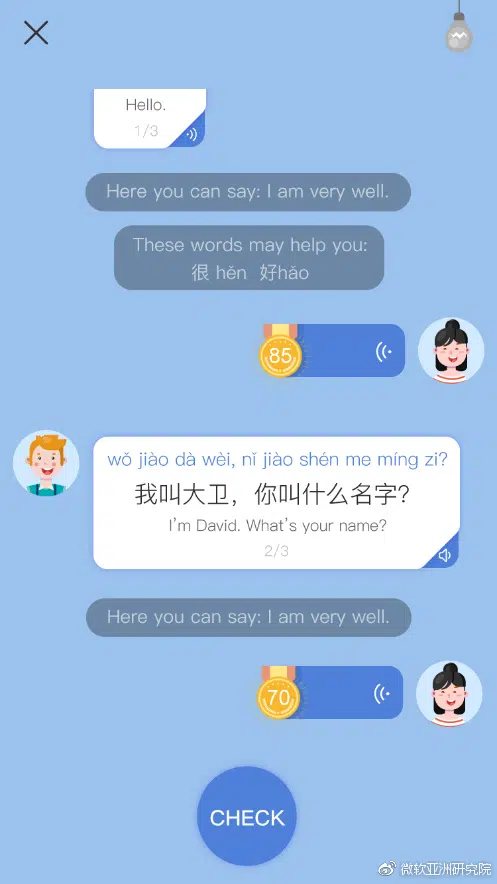 Hello.
1/3
Here you can say: I am very well.
These words may help you:
很 hěn 好hǎo
85
wǒ jiào dà wèi, nǐ jiào shén me míng zi?
我叫大卫，你叫什么名字?
I'm David. What's your name?
2/3
Here you can say: I am very well.
70
CHECK
微软亚洲研究院